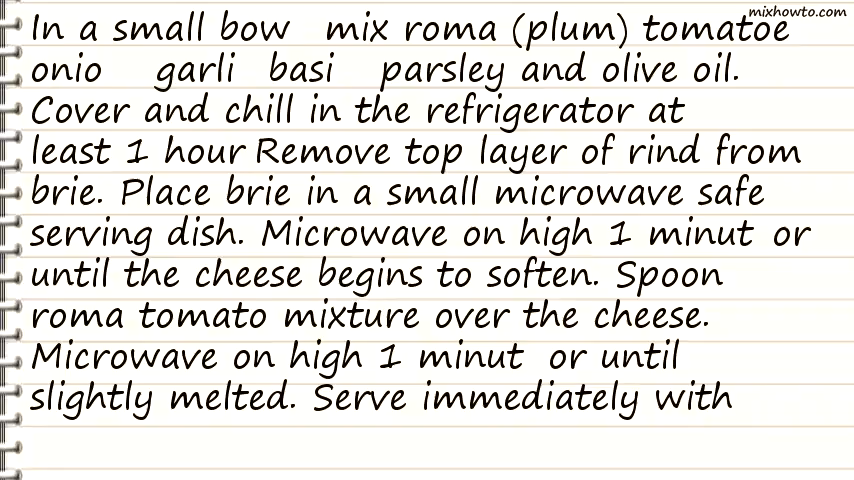 mixhowto.com
In a small bow mix roma (plum) tomatoe
onio garli basi parsley and olive oil.
Cover and chill in the refrigerator at
least 1 hour Remove top layer of rind from
brie. Place brie in a small microwave safe
serving dish. Microwave on high 1 minut or
until the cheese begins to soften. Spoon
roma tomato mixture over the cheese.
Microwave on high 1 minut or until
slightly melted. Serve immediately with